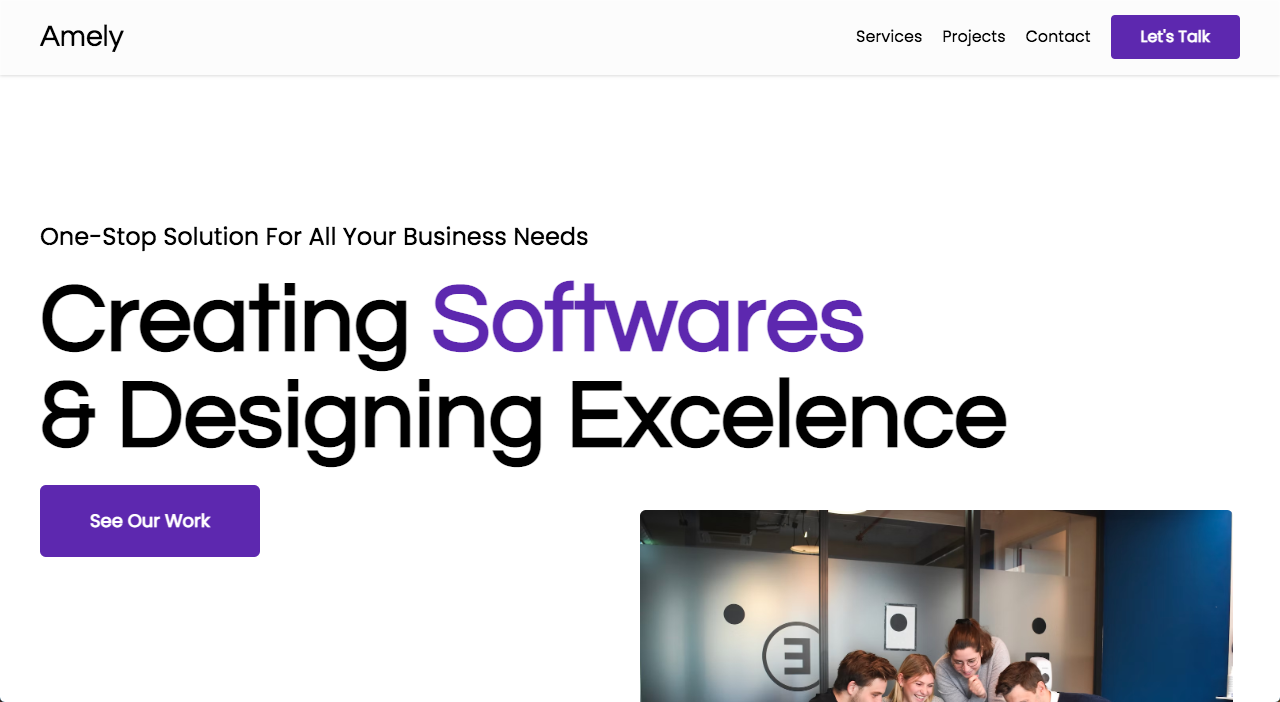 Amely
Services Projects Contact Let's Talk
One-Stop Solution For All Your Business Needs
Creating Softwares
& Designing Excelence
See Our Work